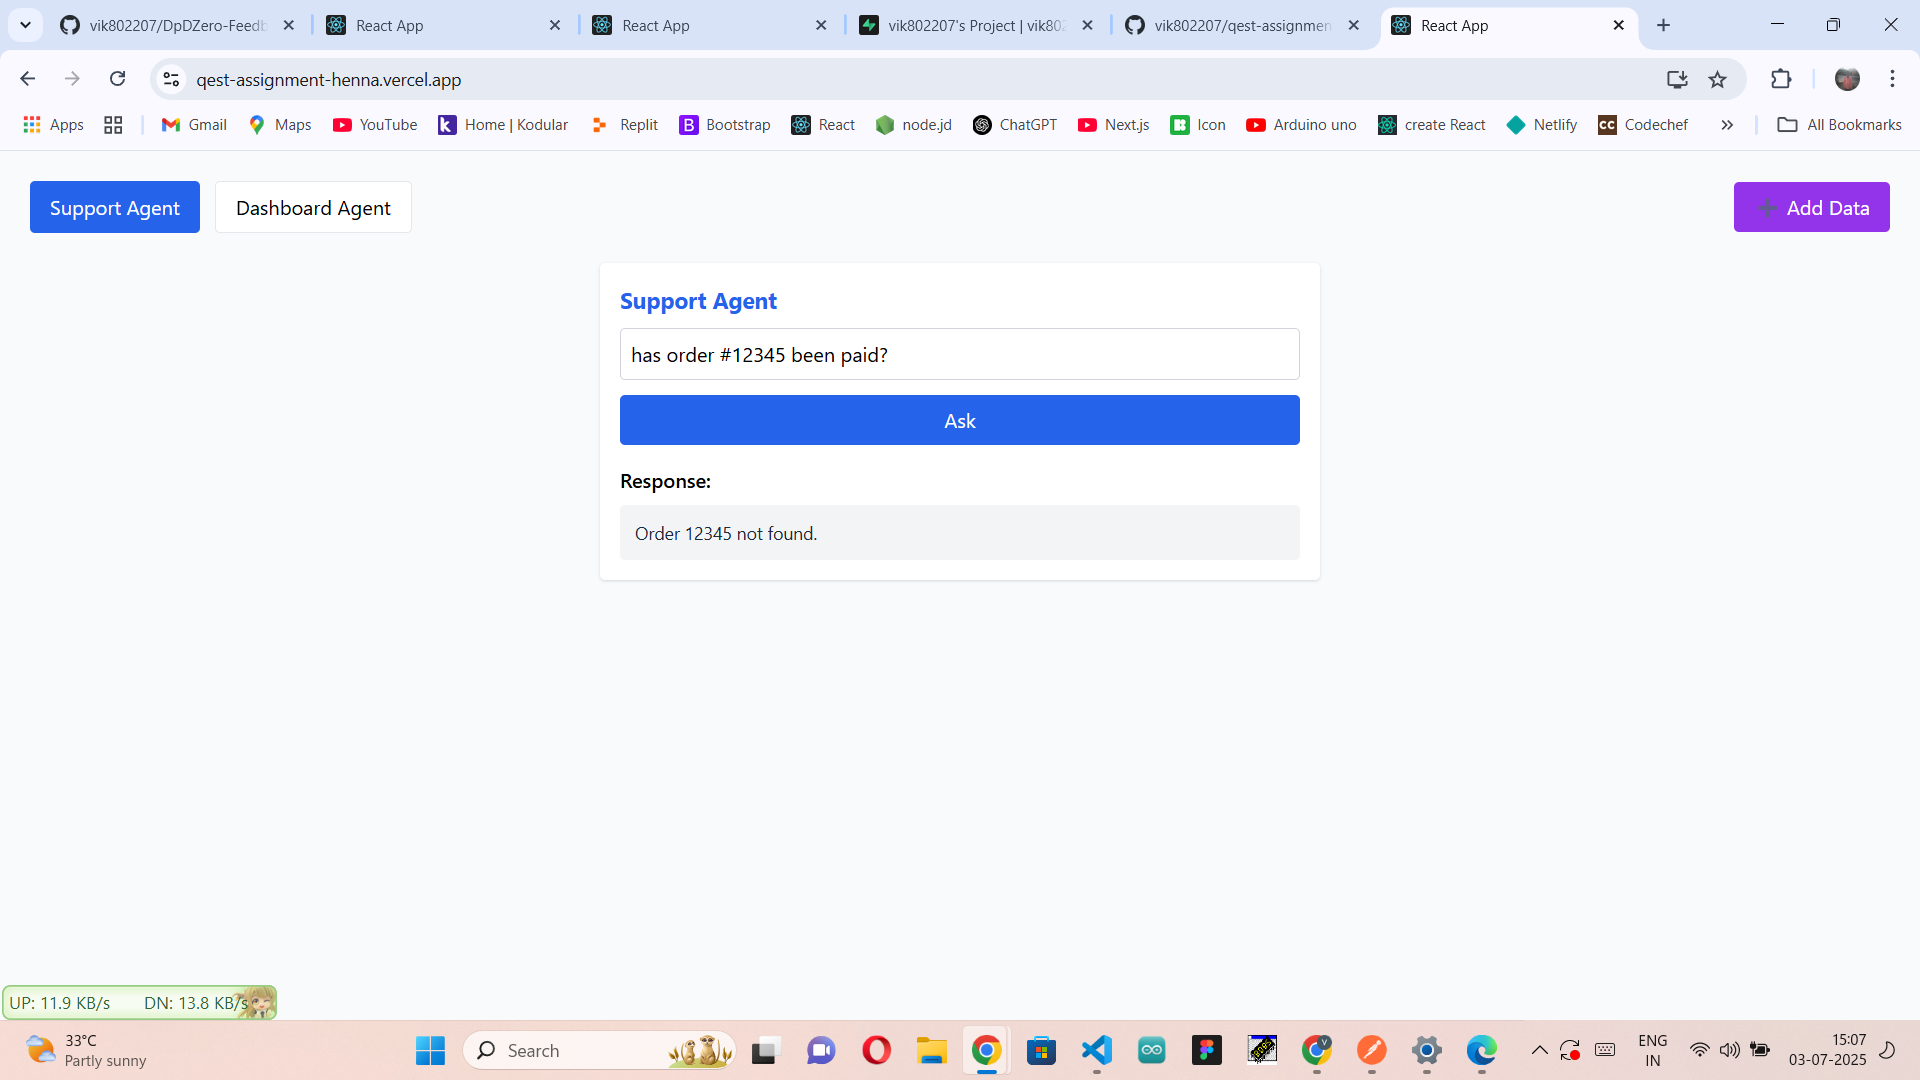 vik802207/DpDZero-Feedb
React App
React App
vik802207's Project | vik802
vik802207/qest-assignmen
React App
qest-assignment-henna.vercel.app
Apps
Gmail
Maps
YouTube
Home | Kodular
Replit
Bootstrap
React
node.jd
ChatGPT
Next.js
Icon
Arduino uno
create React
Netlify
Codechef
All Bookmarks
Support Agent
Dashboard Agent
Add Data
Support Agent
has order #12345 been paid?
Ask
Response:
Order 12345 not found.
UP: 11.9 KB/s DN: 13.8 KB/s
33°C
Partly sunny
Search
ENG
IN
15:07
03-07-2025